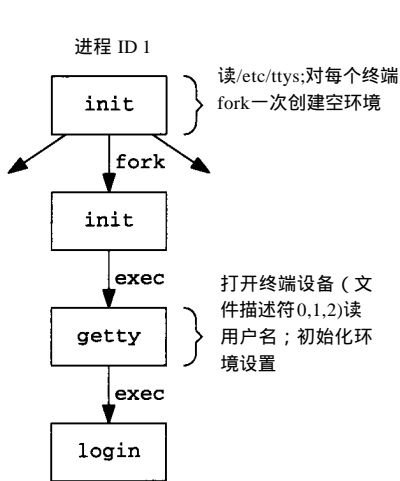 进程 ID 1
init
读/etc/ttys;对每个终端
fork一次创建空环境
fork
init
exec
getty
打开终端设备（文
件描述符0,1,2)读
用户名；初始化环
境设置
exec
login